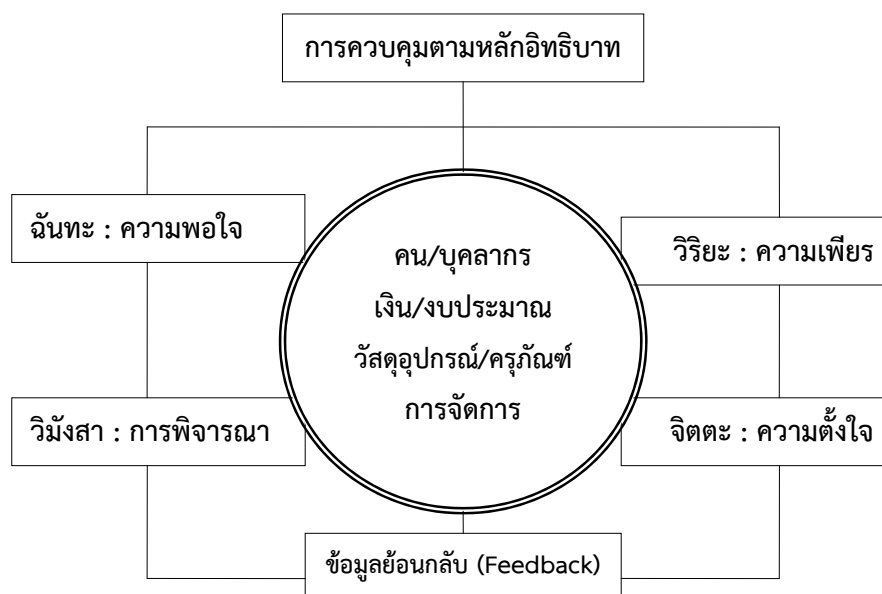 การควบคุมตามหลักอิทธิบาท
ฉันทะ : ความพอใจ
วิริยะ : ความเพียร
คน/บุคลากร
เงิน/งบประมาณ
วัสดุอุปกรณ์/ครุภัณฑ์
การจัดการ
วิมังสา : การพิจารณา
จิตตะ : ความตั้งใจ
ข้อมูลย้อนกลับ (Feedback)